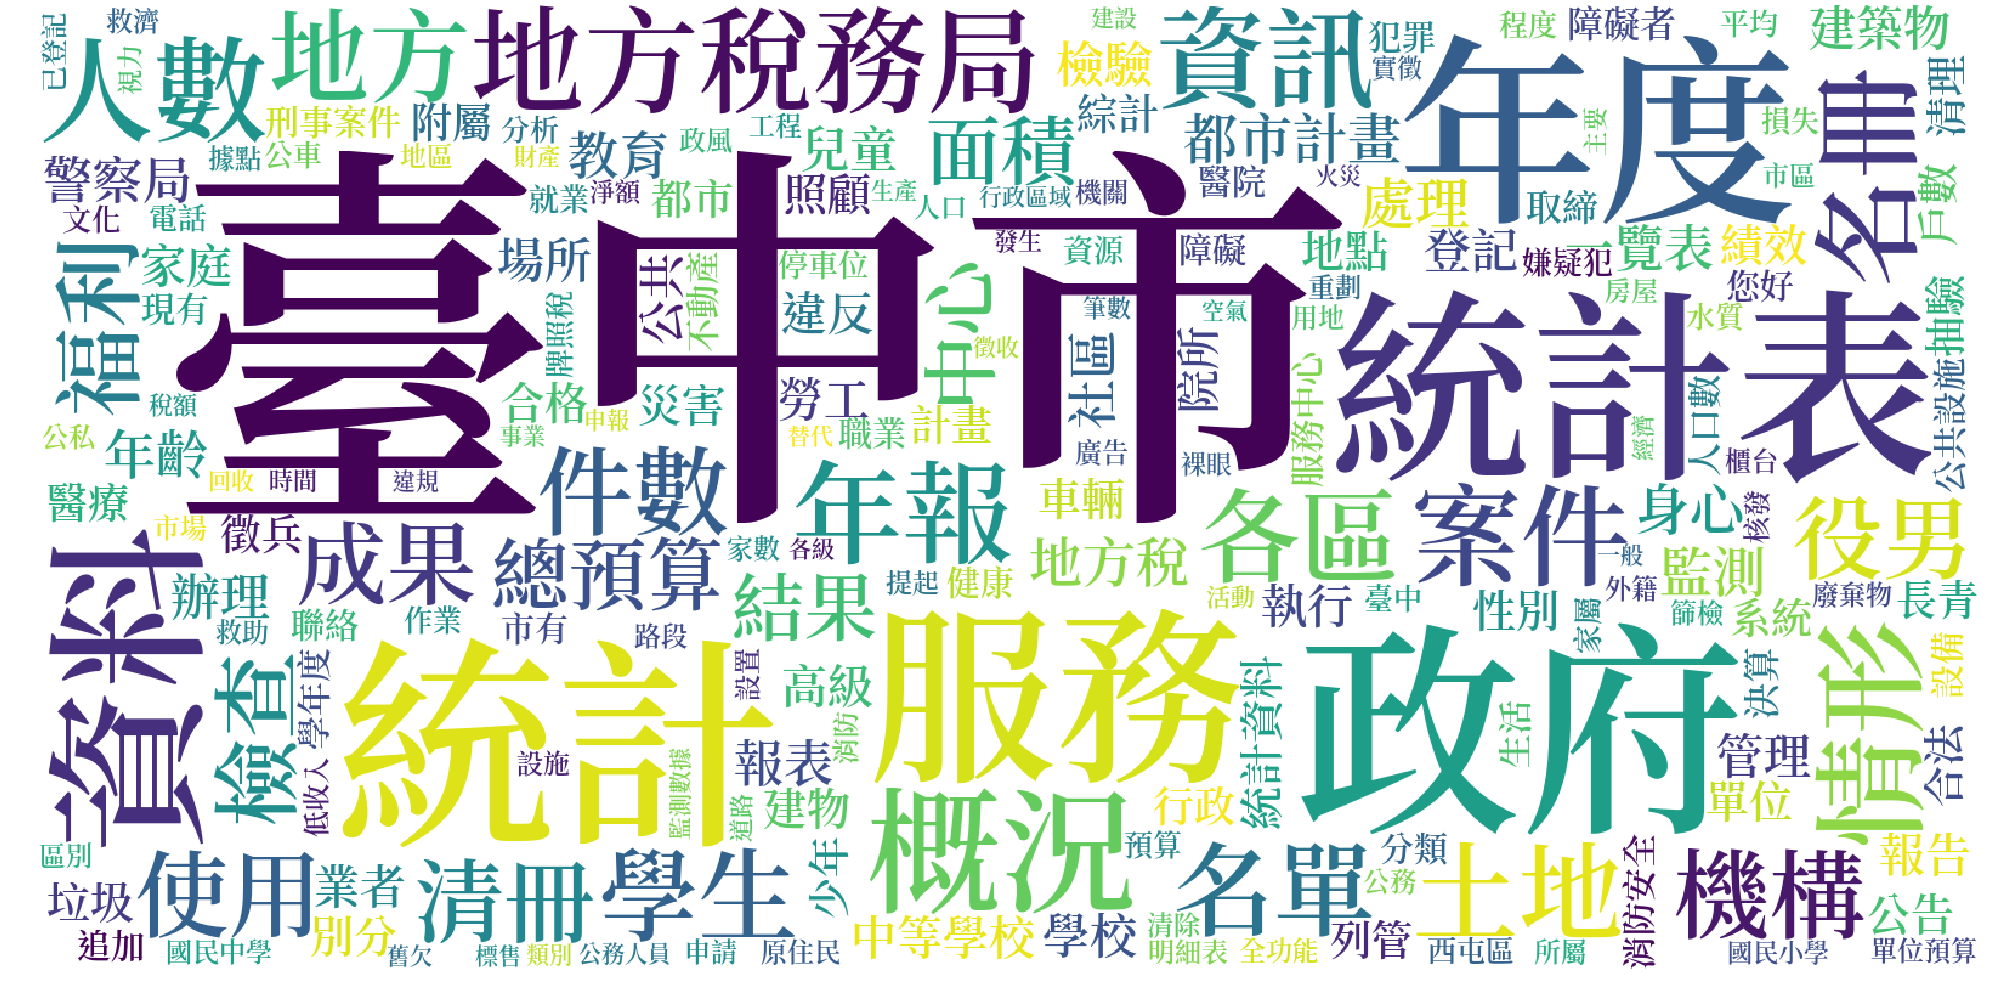 臺中市
年度
統計表
政府
服務
統計
資料
地方稅務局
資訊
名冊
人數
地方
福利
檢查
使用
清冊
學生
概況
名單
土地
機構
情形
役男
案件
各區
年報
件數
總預算
成果
結果
中心
面積
都市計畫
檢驗
建築物
救濟
已登記
視力
建設
犯罪
實徵
程度
障礙者
平均
清理
刑事案件
附屬
分析
教育
政風
工程
兒童
綜計
主要
損失
警察局
據點
公車
地區
財產
照顧
醫院
火災
市區
戶數
文化
電話
就業
淨額
都市
生產
人口
行政區域
機關
處理
取締
家庭
場所
公共
不動產
停車位
發生
資源
障礙
地點
登記
一覽表
嫌疑犯
績效
您好
現有
牌照稅
違反
社區
筆數
院所
空氣
用地
重劃
房屋
水質
抽驗
稅額
公私
年齡
合格
事業
申報
災害
勞工
替代
職業
計畫
徵收
廣告
裸眼
服務中心
人口數
經濟
櫃台
公共設施
醫療
回收
時間
違規
車輛
身心
核發
市場
徵兵
家數
各級
地方稅
監測
一般
外籍
廢棄物
長青
辦理
救助
聯絡
作業
市有
路段
提起
健康
活動
執行
臺中
性別
家屬
篩檢
系統
學年度
低收入
設置
設施
高級
消防
統計資料
生活
決算
設備
監測數據
報表
道路
建物
行政
管理
單位
合法
區別
垃圾
業者
少年
預算
分類
公務
消防安全
報告
追加
國民中學
別分
舊欠
標售
類別
公務人員
申請
原住民
中等學校
學校
清除
明細表
全功能
列管
西屯區
所屬
公告
國民小學
單位預算